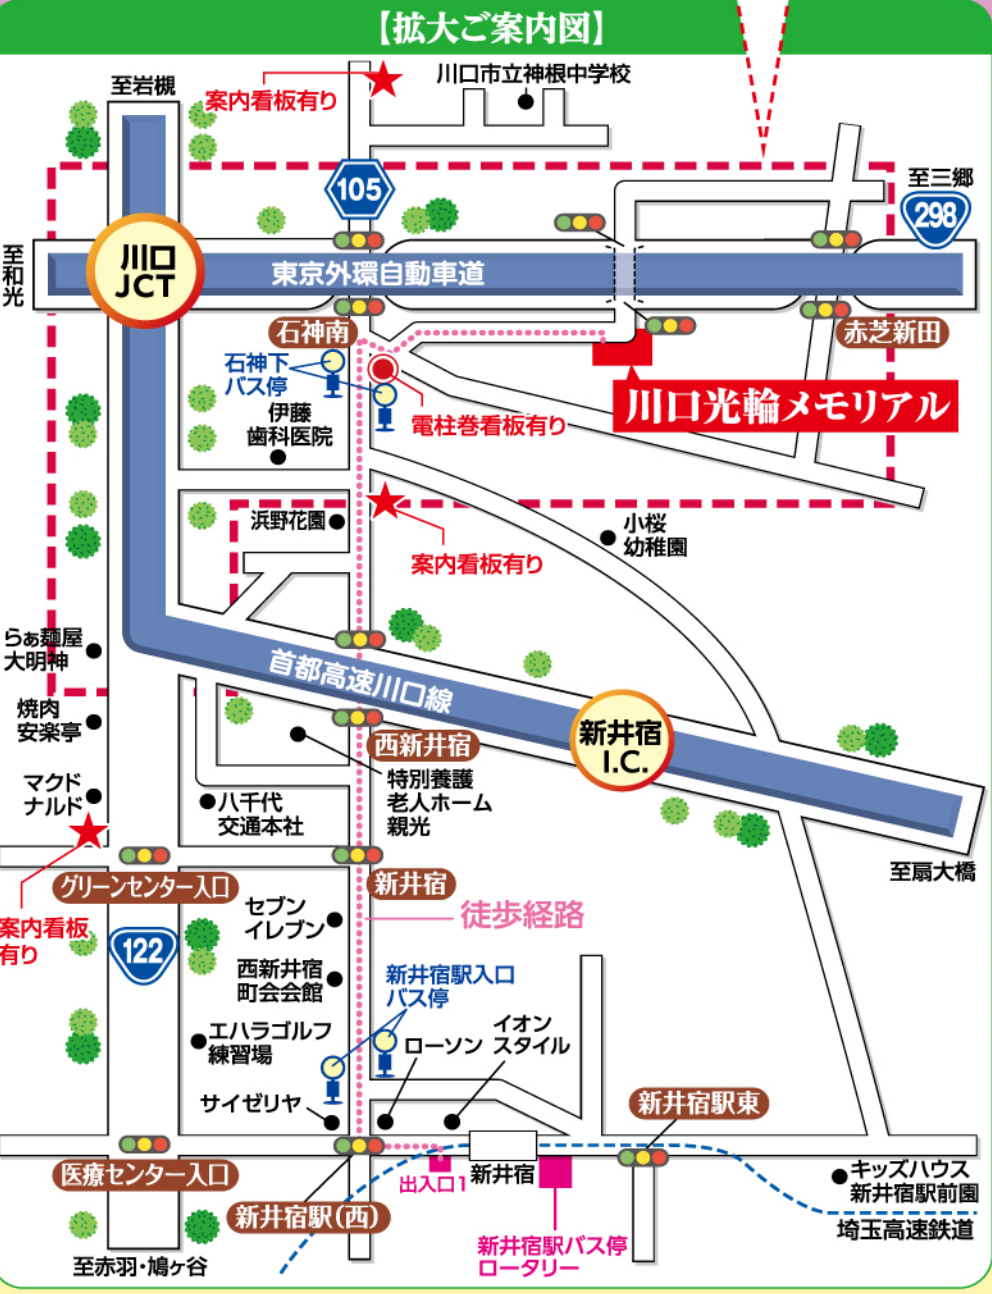 【拡大ご案内図】
至岩槻
案内看板有り
川口市立神根中学校
105
至三郷
298
至和光
川口
JCT
東京外環自動車道
石神南
赤芝新田
石神下
バス停
川口光輪メモリアル
電柱巻看板有り
伊藤
歯科医院
浜野花園
案内看板有り
小桜
幼稚園
らぁ麺屋
大明神
首都高速川口線
焼肉
安楽亭
西新井宿
新井宿
I.C.
マクド
ナルド
八千代
交通本社
特別養護
老人ホーム
親光
至扇大橋
グリーンセンター入口
新井宿
案内看板
有り
セブン
イレブン
徒歩経路
122
西新井宿
町会会館
新井宿駅入口
バス停
エハラゴルフ
練習場
ローソン
イオン
スタイル
サイゼリヤ
新井宿駅東
医療センター入口
出入口1
新井宿
キッズハウス
新井宿駅前園
新井宿駅(西)
埼玉高速鉄道
新井宿駅バス停
ロータリー
至赤羽・鳩ヶ谷